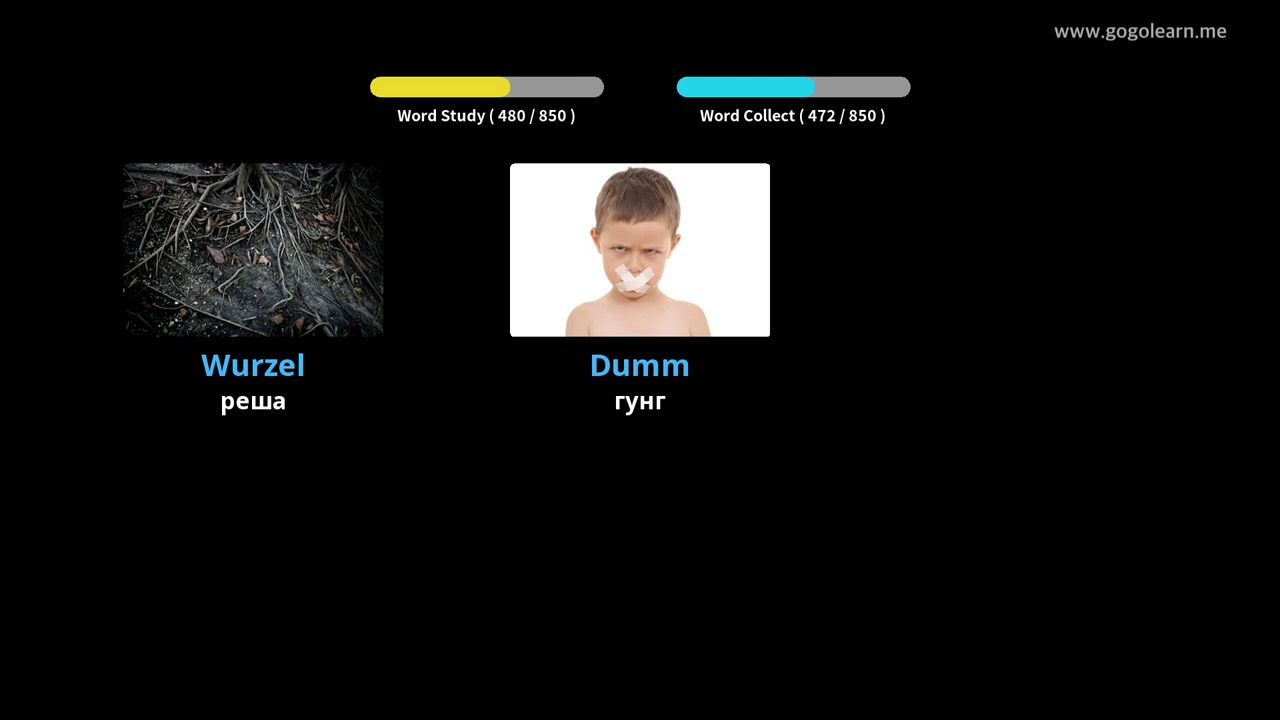 www.gogolearn.me
Word Study ( 480 / 850 )
Word Collect ( 472 / 850 )
Wurzel
реша
Dumm
гунг